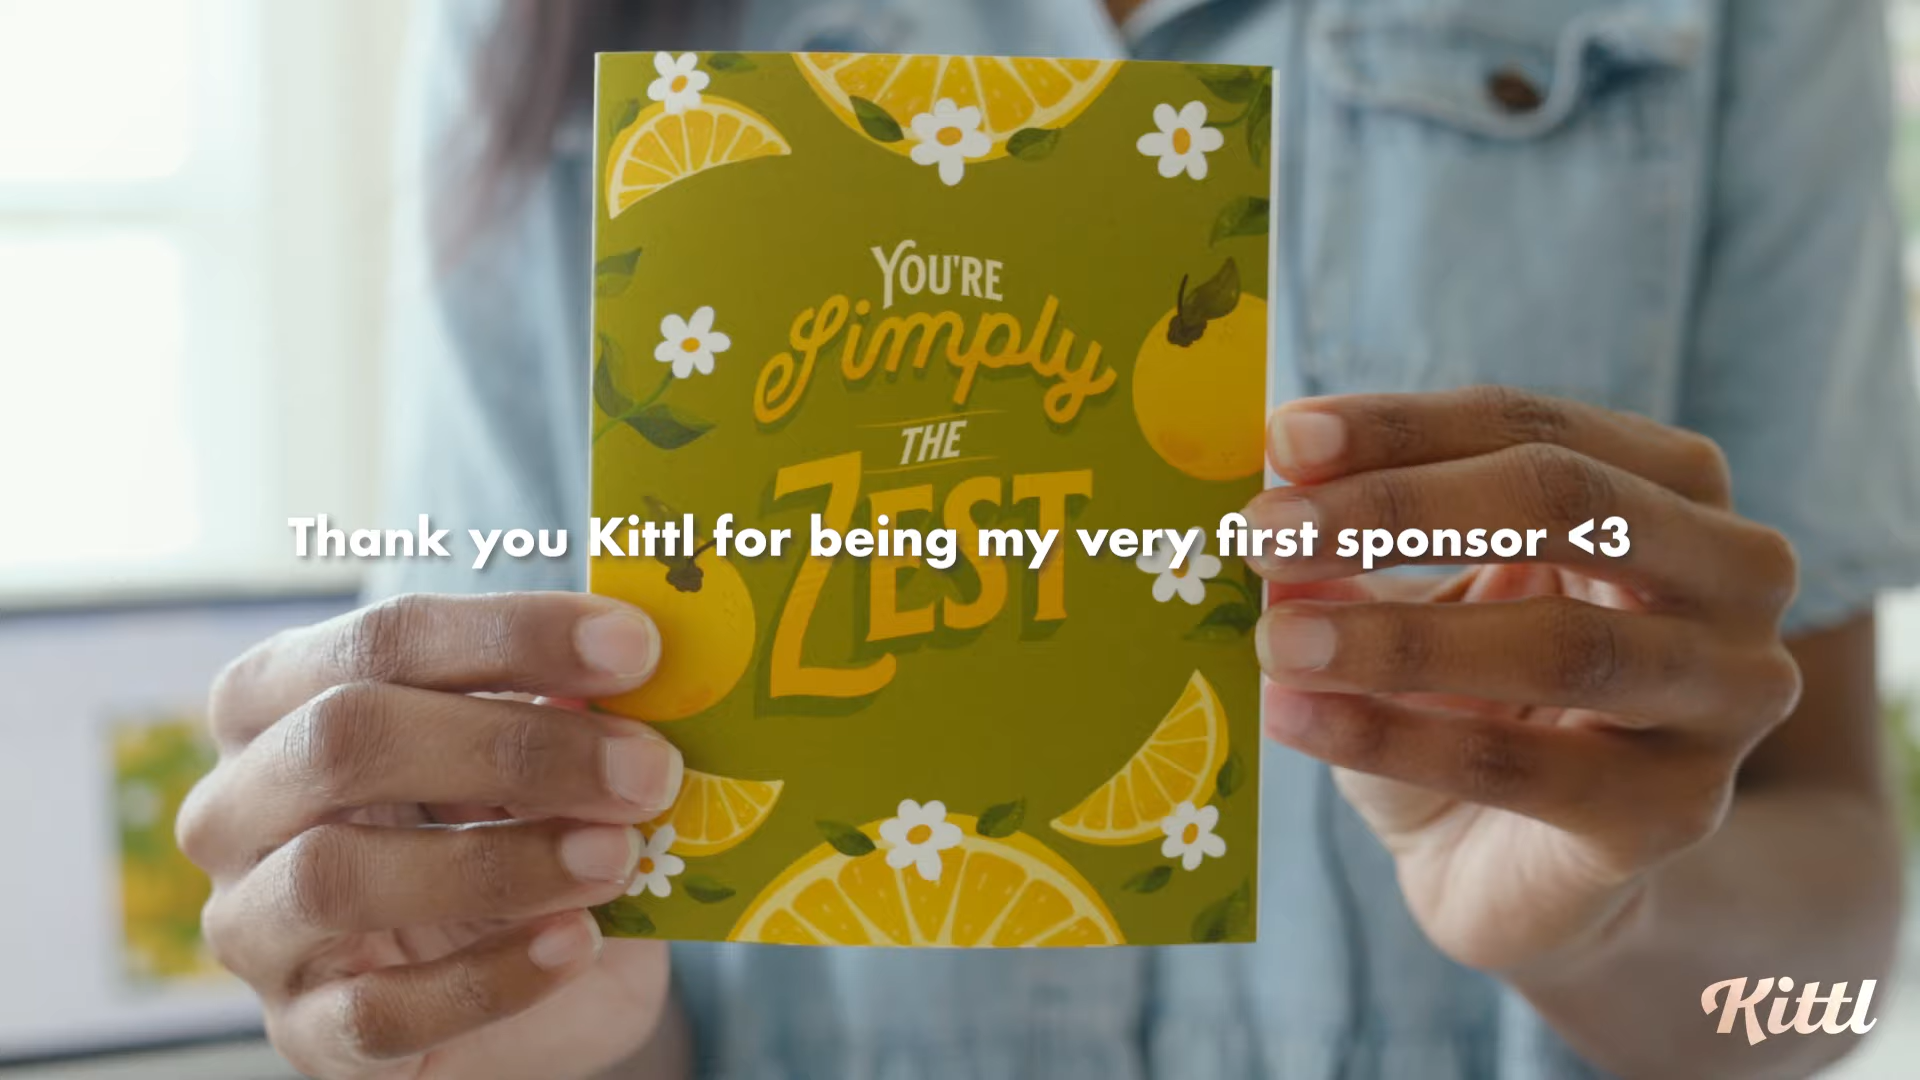 YOU'RE
Simply
THE
ZEST
Thank you Kittl for being my very first sponsor <3
Kittl